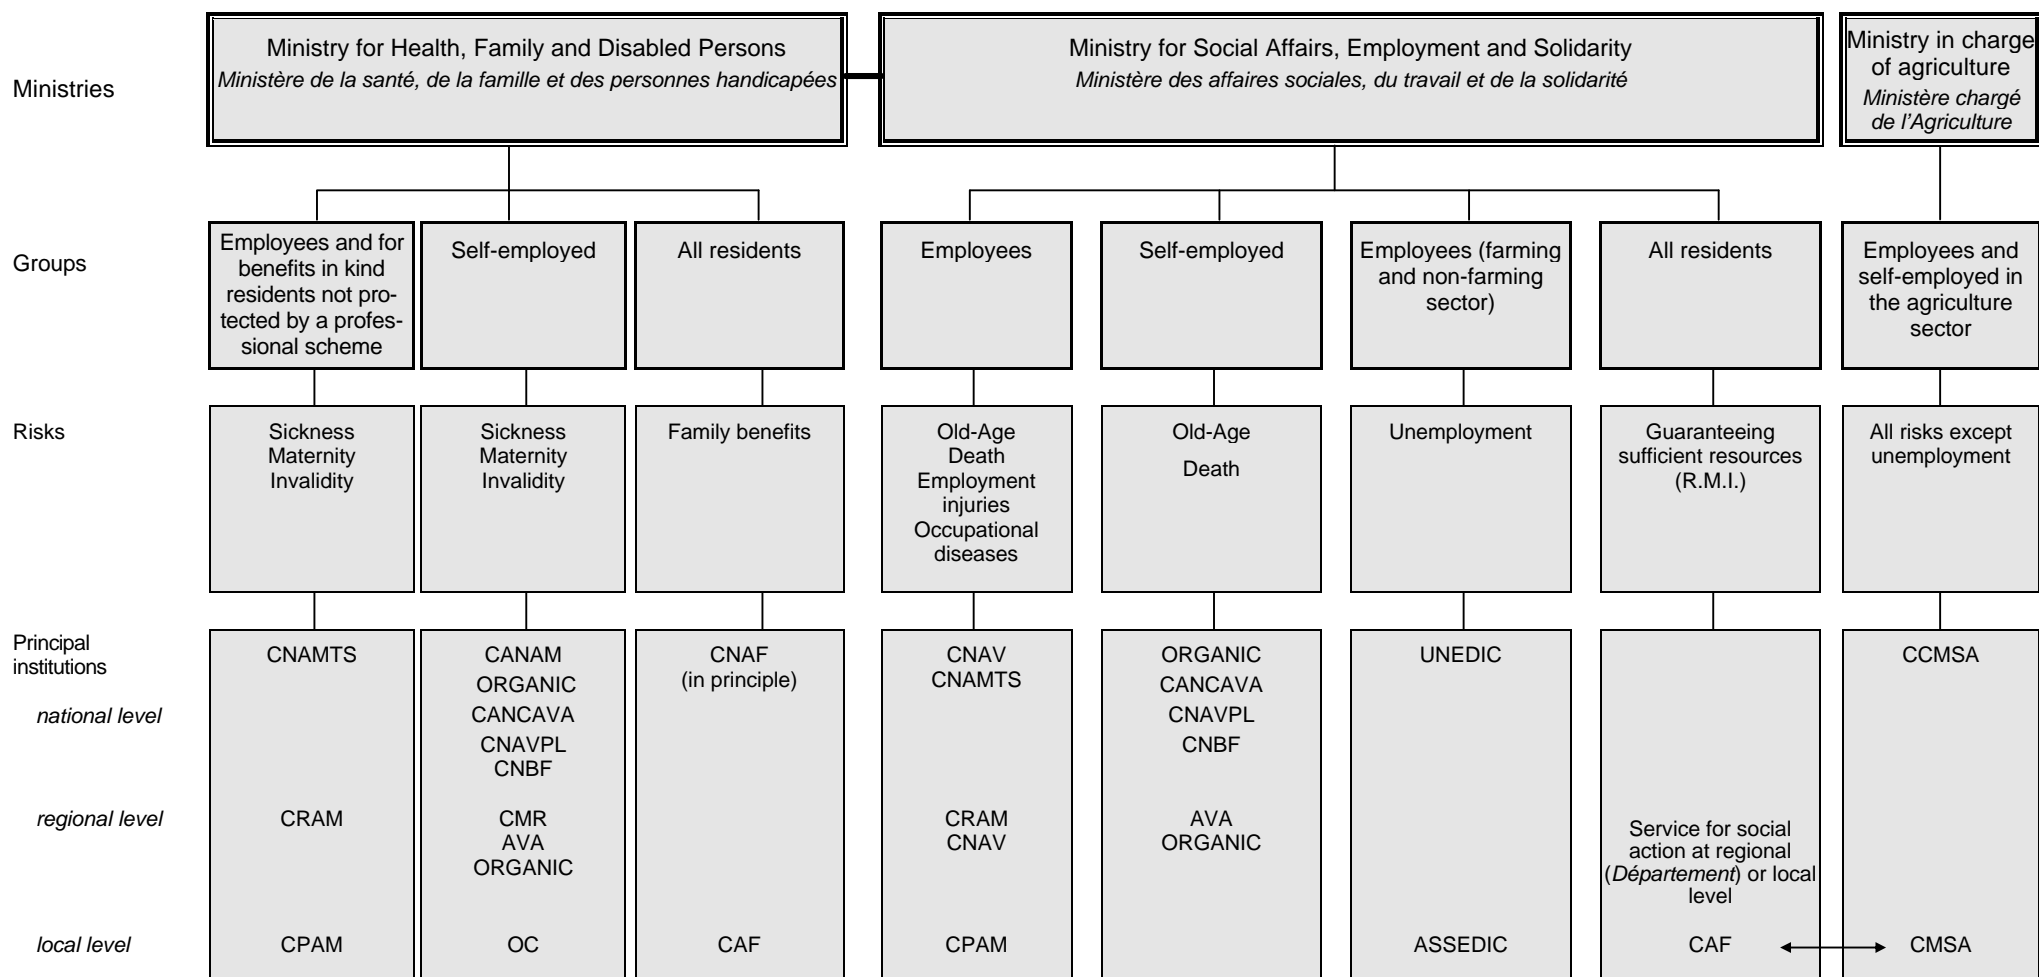 Ministries
Ministry for Health, Family and Disabled Persons
Ministère de la santé, de la famille et des personnes handicapées
Ministry for Social Affairs, Employment and Solidarity
Ministère des affaires sociales, du travail et de la solidarité
Ministry in charge
of agriculture
Ministère chargé
de l'Agriculture
Groups
Employees and for
benefits in kind
residents not pro-
tected by a profes-
sional scheme
Self-employed
All residents
Employees
Self-employed
Employees (farming
and non-farming
sector)
All residents
Employees and
self-employed in
the agriculture
sector
Risks
Sickness
Maternity
Invalidity
Sickness
Maternity
Invalidity
Family benefits
Old-Age
Death
Employment
injuries
Occupational
diseases
Old-Age
Death
Unemployment
Guaranteeing
sufficient resources
(R.M.I.)
All risks except
unemployment
Principal
institutions
national level
CNAMTS
CANAM
ORGANIC
CANCAVA
CNAVPL
CNBF
CNAF
(in principle)
CNAV
CNAMTS
ORGANIC
CANCAVA
CNAVPL
CNBF
UNEDIC
CCMSA
regional level
CRAM
CMR
AVA
ORGANIC
CRAM
CNAV
AVA
ORGANIC
Service for social
action at regional
(Département) or local
level
local level
CPAM
OC
CAF
CPAM
ASSEDIC
CAF
CMSA